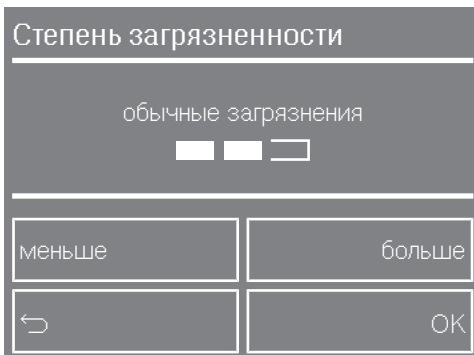 Степень загрязненности
обычные загрязнения
меньше
больше
OK